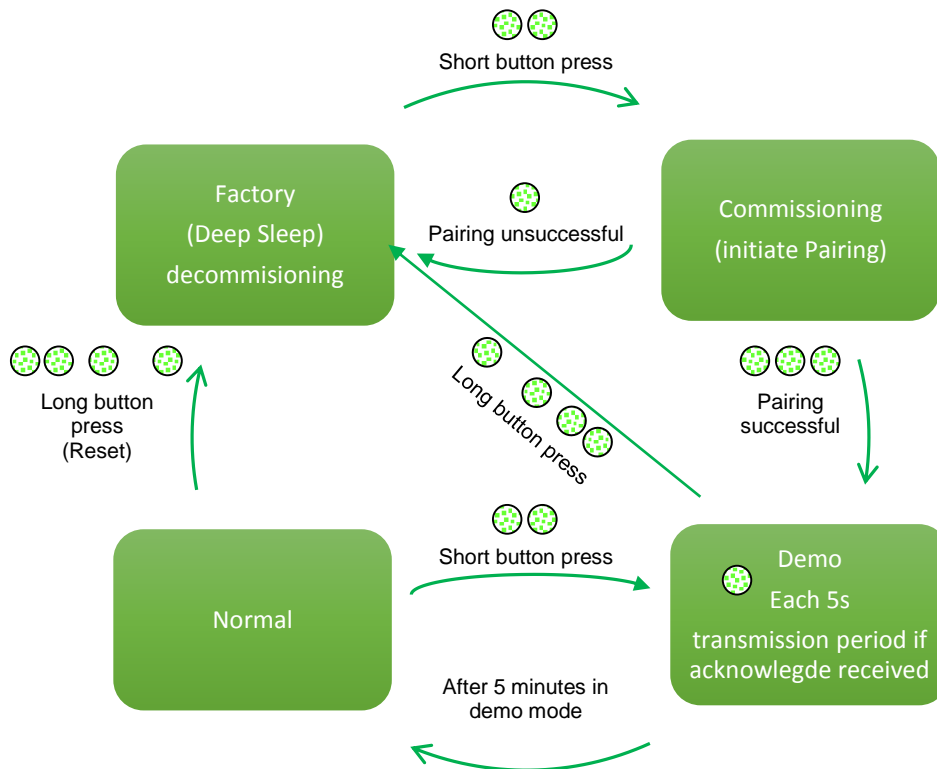 Short button press
Factory
(Deep Sleep)
decommisioning
Pairing unsuccessful
Commissioning
(initiate Pairing)
Long button
press
(Reset)
Long button press
Pairing
successful
Normal
Short button press
Demo
Each 5s
transmission period if
acknowlegde received
After 5 minutes in
demo mode